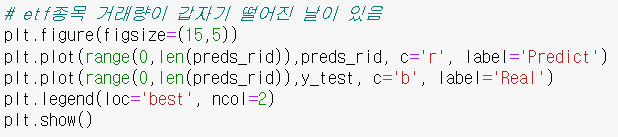 # etf종목 거래량이 갑자기 떨어진 날이 있음
plt.figure(figsize=(15,5))
plt.plot(range(0,len(preds_rid)),preds_rid, c='r', label='Predict')
plt.plot(range(0,len(preds_rid)),y_test, c='b', label='Real')
plt.legend(loc='best', ncol=2)
plt.show()